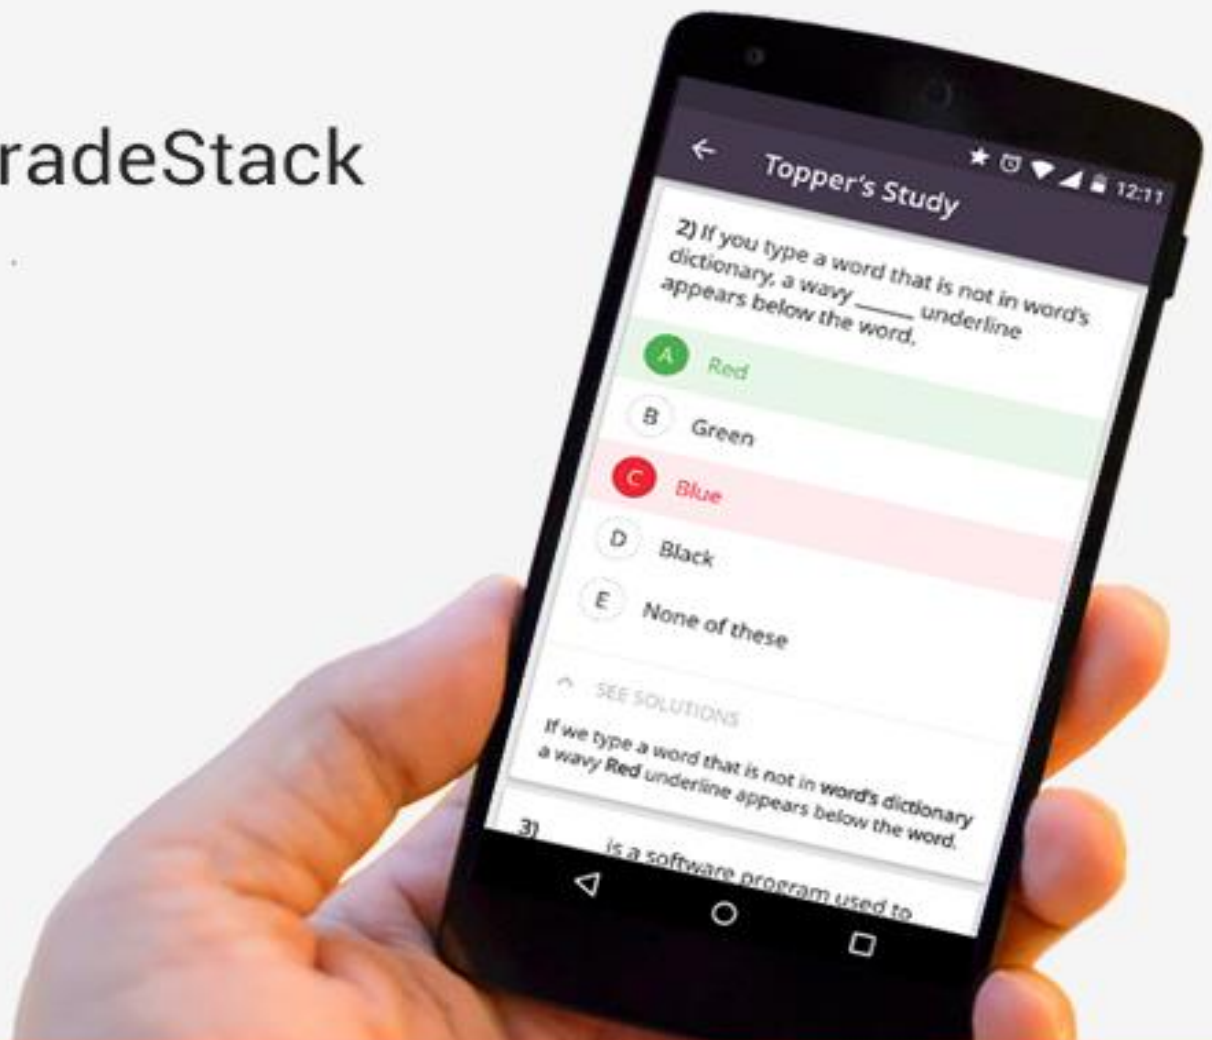 radeStack
12:11
Topper's Study
2) If you type a word that is not in word's
dictionary, a wavy _____ underline
appears below the word.
A Red
B Green
C Blue
D Black
E None of these
SEE SOLUTIONS
If we type a word that is not in word's dictionary
a wavy Red underline appears below the word.
3)
is a software program used to